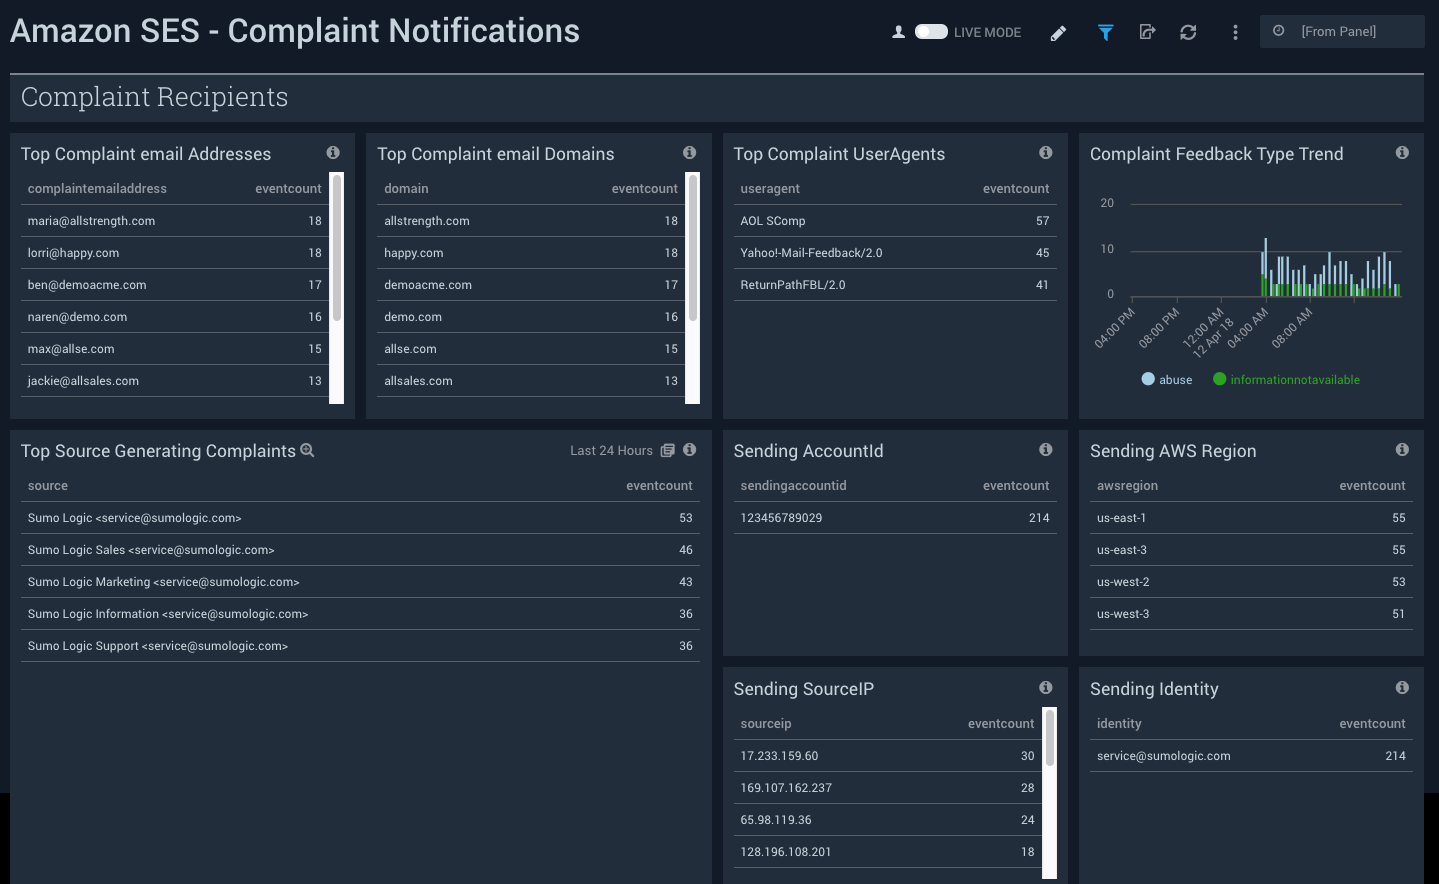 Amazon SES - Complaint Notifications
LIVE MODE
[From Panel]
Complaint Recipients
Top Complaint email Addresses
complaintemailaddress eventcount
maria@allstrength.com 18
lorri@happy.com 18
ben@demoacme.com 17
naren@demo.com 16
max@allse.com 15
jackie@allsales.com 13
Top Complaint email Domains
domain eventcount
allstrength.com 18
happy.com 18
demoacme.com 17
demo.com 16
allse.com 15
allsales.com 13
Top Complaint UserAgents
useragent eventcount
AOL SComp 57
Yahoo!-Mail-Feedback/2.0 45
ReturnPathFBL/2.0 41
Complaint Feedback Type Trend
20
10
0
04:00 PM
08:00 PM
12:00 AM
12 Apr 18
04:00 AM
08:00 AM
abuse informationnotavailable
Top Source Generating Complaints Last 24 Hours
source eventcount
Sumo Logic <service@sumologic.com> 53
Sumo Logic Sales <service@sumologic.com> 46
Sumo Logic Marketing <service@sumologic.com> 43
Sumo Logic Information <service@sumologic.com> 36
Sumo Logic Support <service@sumologic.com> 36
Sending AccountId
sendingaccountid eventcount
123456789029 214
Sending AWS Region
awsregion eventcount
us-east-1 55
us-east-3 55
us-west-2 53
us-west-3 51
Sending SourceIP
sourceip eventcount
17.233.159.60 30
169.107.162.237 28
65.98.119.36 24
128.196.108.201 18
Sending Identity
identity eventcount
service@sumologic.com 214